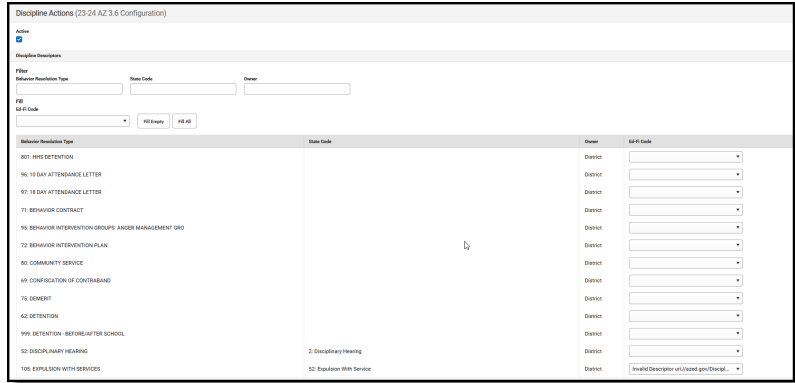 Discipline Actions (23-24 AZ 3.6 Configuration)
Active
Discipline Descriptors
Filter
Behavior Resolution Type State Code Owner
Fill
Ed-Fi Code
Fill Empty Fill All
Behavior Resolution Type State Code Owner Ed-Fi Code
801: HHS DETENTION District
96: 10 DAY ATTENDANCE LETTER District
97: 18 DAY ATTENDANCE LETTER District
71: BEHAVIOR CONTRACT District
95: BEHAVIOR INTERVENTION GROUPS: ANGER MANAGEMENT GRO District
72: BEHAVIOR INTERVENTION PLAN District
80: COMMUNITY SERVICE District
69: CONFISCATION OF CONTRABAND District
75: DEMERIT District
62: DETENTION District
999: DETENTION - BEFORE/AFTER SCHOOL District
52: DISCIPLINARY HEARING 2: Disciplinary Hearing District
105: EXPULSION WITH SERVICES 52: Expulsion With Service District Invalid Descriptor uri://azed.gov/Discipl...